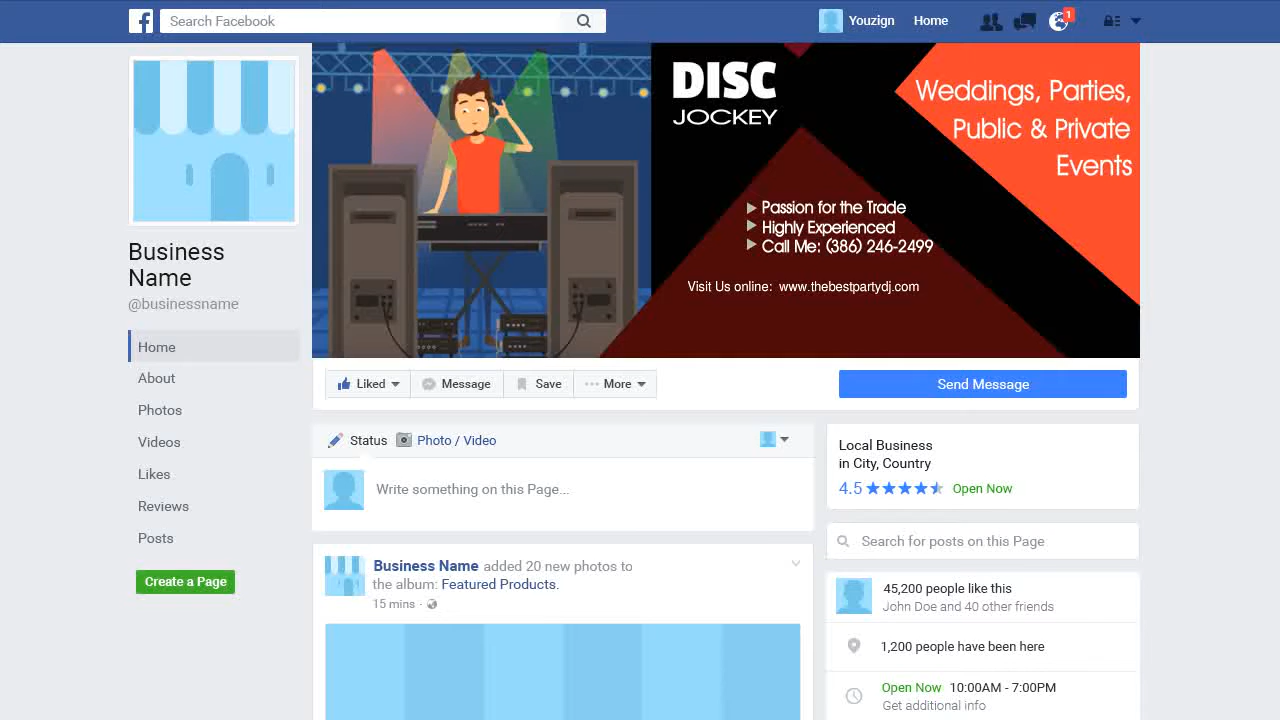 Search Facebook
Youzign
Home
1
Business
Name
@businessname
Home
About
Photos
Videos
Likes
Reviews
Posts
Create a Page
DISC
JOCKEY
Weddings, Parties,
Public & Private
Events
Passion for the Trade
Highly Experienced
Call Me: (386) 246-2499
Visit Us online: www.thebestpartydj.com
Liked
Message
Save
More
Send Message
Status
Photo / Video
Write something on this Page...
Business Name added 20 new photos to
the album: Featured Products.
15 mins ·
Local Business
in City, Country
4.5
Open Now
Search for posts on this Page
45,200 people like this
John Doe and 40 other friends
1,200 people have been here
Open Now 10:00AM - 7:00PM
Get additional info